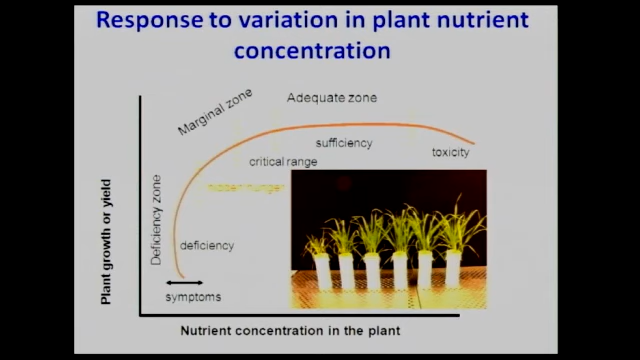 Response to variation in plant nutrient
concentration
Marginal zone
Adequate zone
sufficiency
toxicity
critical range
hidden hunger
Deficiency zone
deficiency
symptoms
Plant growth or yield
Nutrient concentration in the plant